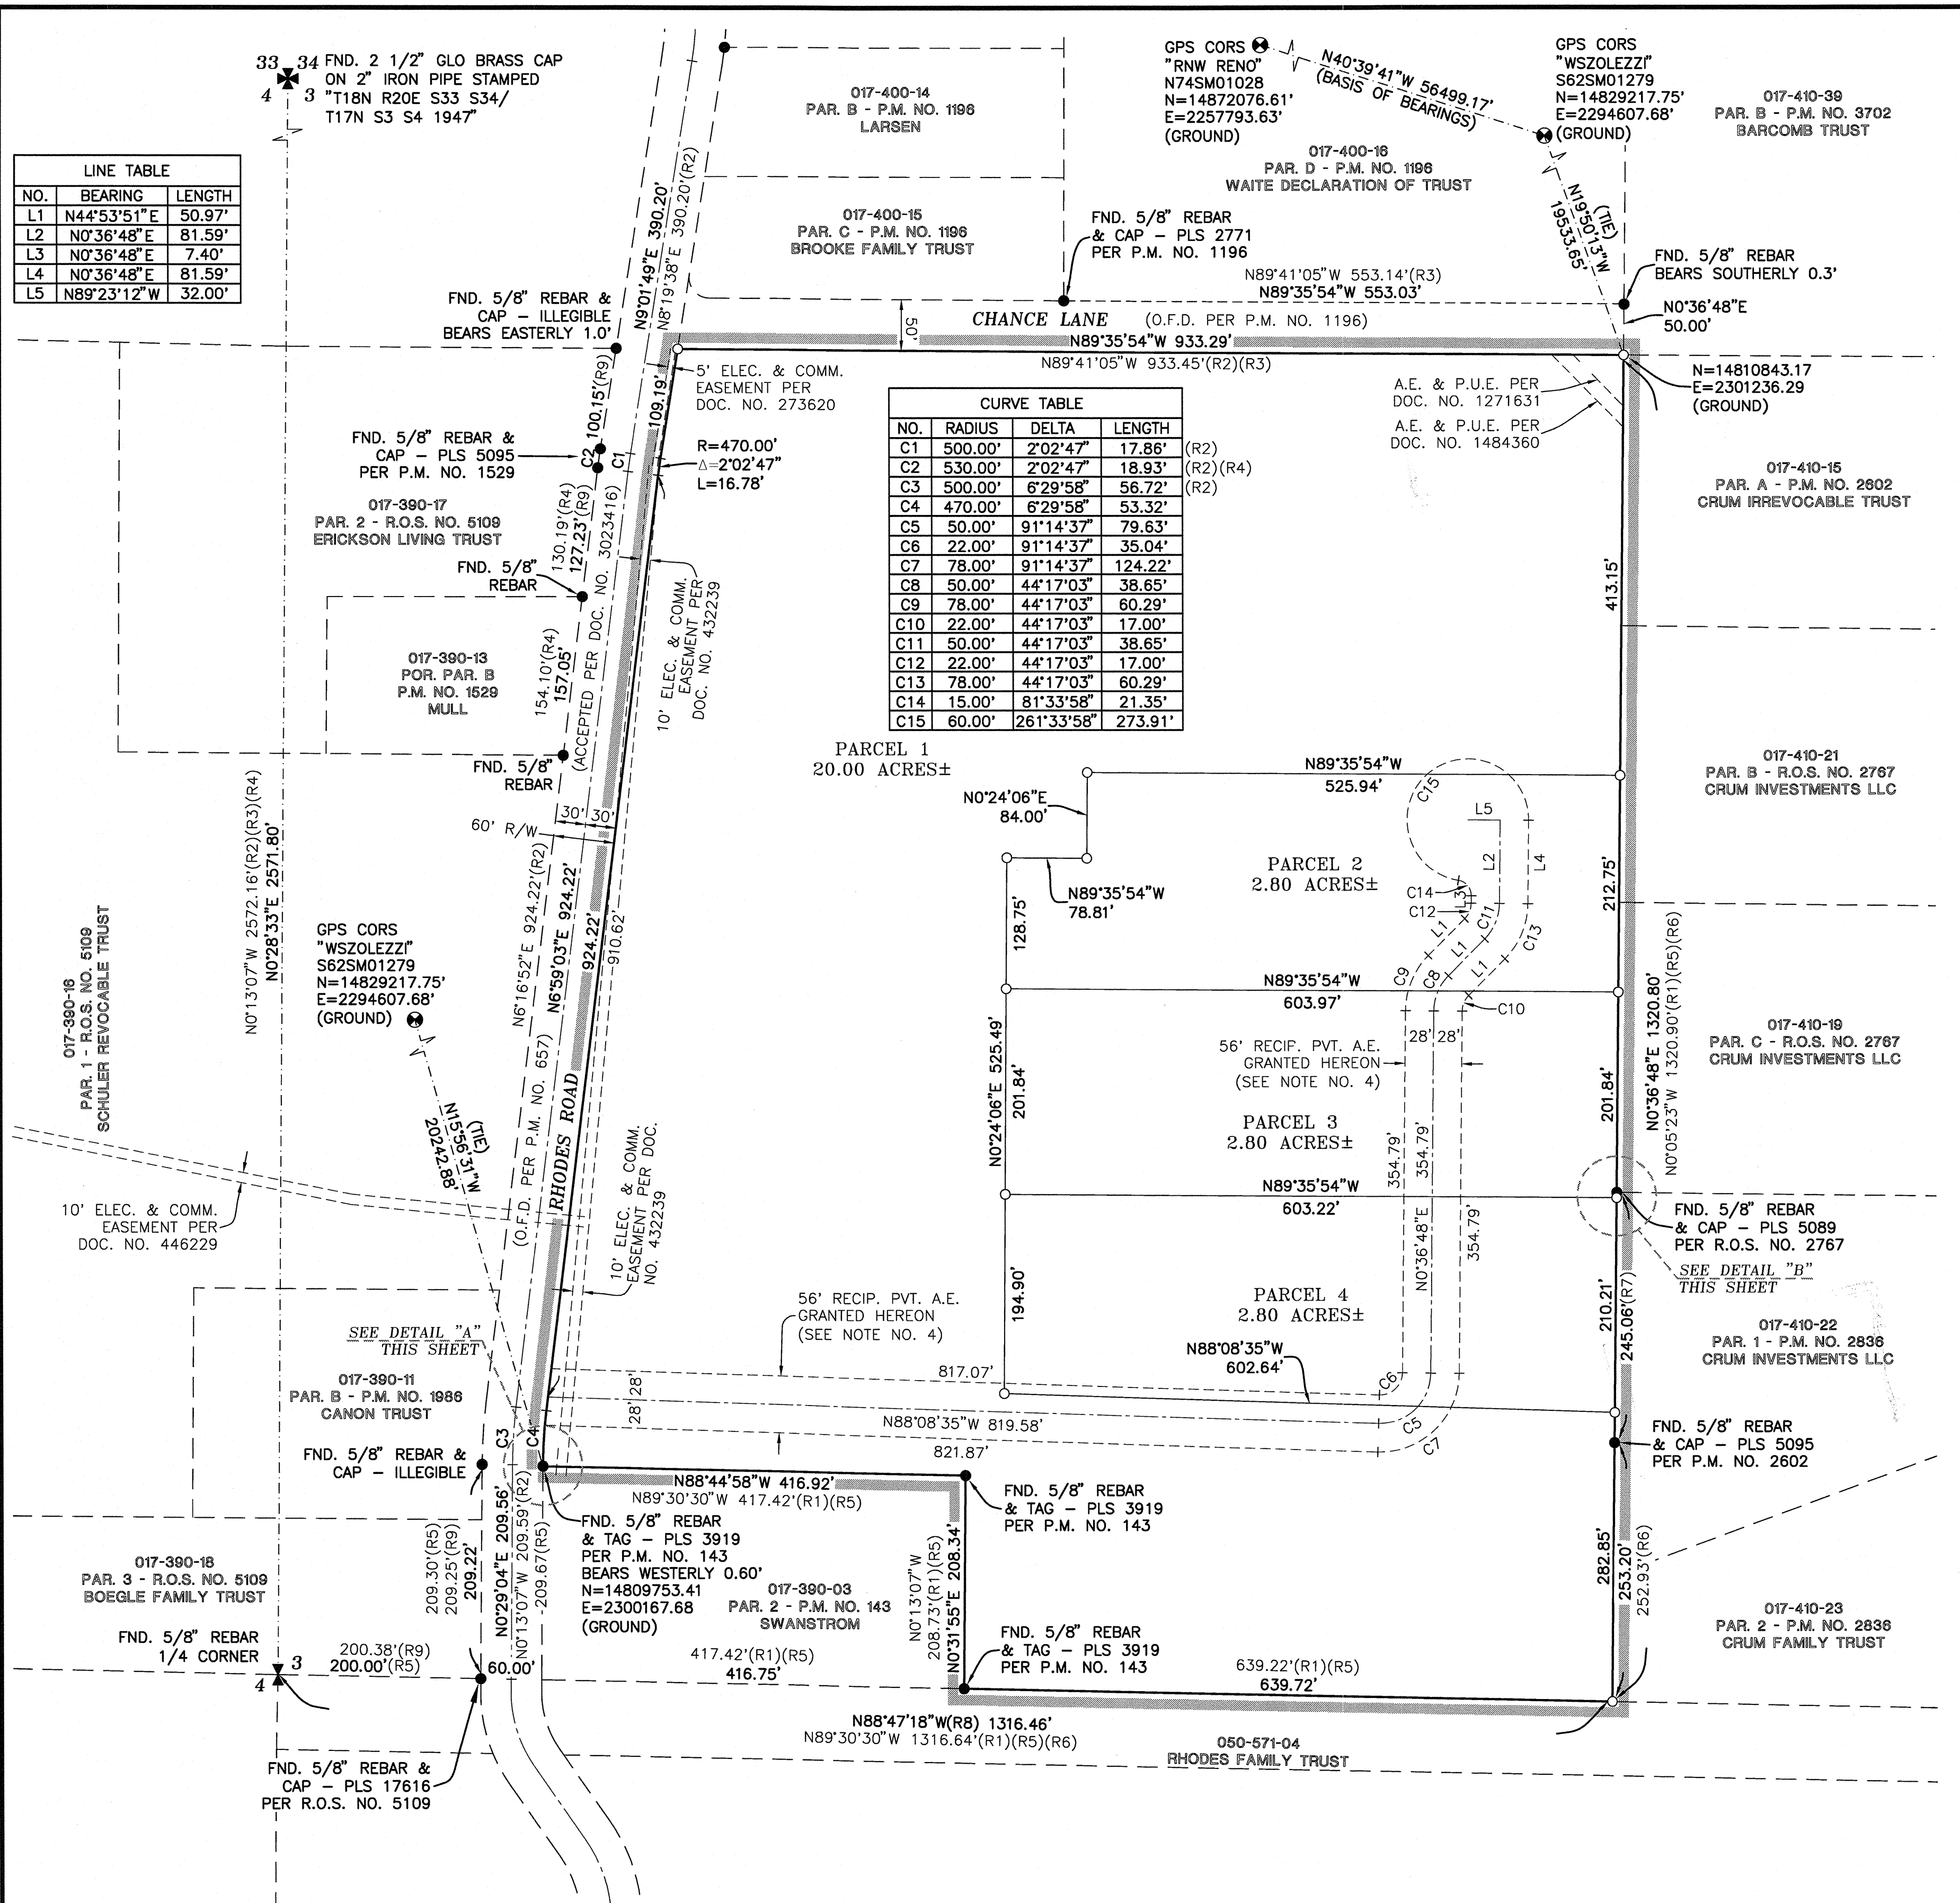 33 34 FND. 2 1/2" GLO BRASS CAP
4 3 ON 2" IRON PIPE STAMPED
"T18N R20E S33 S34/
T17N S3 S4 1947"
LINE TABLE
NO. BEARING LENGTH
L1 N44°53'51"E 50.97'
L2 N0°36'48"E 81.59'
L3 N0°36'48"E 7.40'
L4 N0°36'48"E 81.59'
L5 N89°23'12"W 32.00'
017-400-14
PAR. B - P.M. NO. 1196
LARSEN
017-400-15
PAR. C - P.M. NO. 1196
BROOKE FAMILY TRUST
GPS CORS
"RNW RENO"
N74SM01028
N=14872076.61'
E=2257793.63'
(GROUND)
N40°39'41"W 56499.17'
(BASIS OF BEARINGS)
GPS CORS
"WSZOLEZZI"
S62SM01279
N=14829217.75'
E=2294607.68'
(GROUND)
017-410-39
PAR. B - P.M. NO. 3702
BARCOMB TRUST
017-400-16
PAR. D - P.M. NO. 1196
WAITE DECLARATION OF TRUST
(TIE)
N19°50'13"W
19533.65'
FND. 5/8" REBAR
& CAP - PLS 2771
PER P.M. NO. 1196
N89°41'05"W 553.14'(R3)
N89°35'54"W 553.03'
FND. 5/8" REBAR
BEARS SOUTHERLY 0.3'
N0°36'48"E
50.00'
FND. 5/8" REBAR &
CAP - ILLEGIBLE
BEARS EASTERLY 1.0'
N9°01'49"E 390.20'
N8°19'38"E 390.20'(R2)
50'
CHANCE LANE (O.F.D. PER P.M. NO. 1196)
N89°35'54"W 933.29'
N89°41'05"W 933.45'(R2)(R3)
5' ELEC. & COMM.
EASEMENT PER
DOC. NO. 273620
109.19'
100.15'(R9)
N=14810843.17
E=2301236.29
(GROUND)
A.E. & P.U.E. PER
DOC. NO. 1271631
A.E. & P.U.E. PER
DOC. NO. 1484360
CURVE TABLE
NO. RADIUS DELTA LENGTH
C1 500.00' 2°02'47" 17.86' (R2)
C2 530.00' 2°02'47" 18.93' (R2)(R4)
C3 500.00' 6°29'58" 56.72' (R2)
C4 470.00' 6°29'58" 53.32'
C5 50.00' 91°14'37" 79.63'
C6 22.00' 91°14'37" 35.04'
C7 78.00' 91°14'37" 124.22'
C8 50.00' 44°17'03" 38.65'
C9 78.00' 44°17'03" 60.29'
C10 22.00' 44°17'03" 17.00'
C11 50.00' 44°17'03" 38.65'
C12 22.00' 44°17'03" 17.00'
C13 78.00' 44°17'03" 60.29'
C14 15.00' 81°33'58" 21.35'
C15 60.00' 261°33'58" 273.91'
FND. 5/8" REBAR &
CAP - PLS 5095
PER P.M. NO. 1529
C2
C1
R=470.00'
Δ=2°02'47"
L=16.78'
017-390-17
PAR. 2 - R.O.S. NO. 5109
ERICKSON LIVING TRUST
130.19'(R4)
127.23'(R9)
(ACCEPTED PER DOC. NO. 3023416)
017-410-15
PAR. A - P.M. NO. 2602
CRUM IRREVOCABLE TRUST
FND. 5/8"
REBAR
413.15'
10' ELEC. & COMM.
EASEMENT PER
DOC. NO. 432239
017-390-13
POR. PAR. B
P.M. NO. 1529
MULL
154.10'(R4)
157.05'
FND. 5/8"
REBAR
PARCEL 1
20.00 ACRES±
N89°35'54"W
525.94'
017-410-21
PAR. B - R.O.S. NO. 2767
CRUM INVESTMENTS LLC
N0°24'06"E
84.00'
30' 30'
60' R/W
C15
L5
L2
L4
PARCEL 2
2.80 ACRES±
N89°35'54"W
78.81'
C14
L3
C12
C11
C13
L1
L1
L1
C9
C8
C10
212.75'
128.75'
N0°13'07"W 2572.16'(R2)(R3)(R4)
N0°28'33"E 2571.80'
N6°16'52"E 924.22'(R2)
N6°59'03"E 924.22'
924.22'
910.62'
017-390-16
PAR. 1 - R.O.S. NO. 5109
SCHULER REVOCABLE TRUST
GPS CORS
"WSZOLEZZI"
S62SM01279
N=14829217.75'
E=2294607.68'
(GROUND)
N89°35'54"W
603.97'
28' 28'
56' RECIP. PVT. A.E.
GRANTED HEREON
(SEE NOTE NO. 4)
017-410-19
PAR. C - R.O.S. NO. 2767
CRUM INVESTMENTS LLC
N0°36'48"E 1320.80'
N0°05'23"W 1320.90'(R1)(R5)(R6)
201.84'
N0°24'06"E 525.49'
201.84'
PARCEL 3
2.80 ACRES±
354.79'
354.79'
354.79'
N0°36'48"E
(TIE)
N15°56'31"W
20242.88'
(O.F.D. PER P.M. NO. 657)
RHODES ROAD
10' ELEC. & COMM.
EASEMENT PER
DOC. NO. 446229
10' ELEC. & COMM.
EASEMENT PER DOC.
NO. 432239
N89°35'54"W
603.22'
FND. 5/8" REBAR
& CAP - PLS 5089
PER R.O.S. NO. 2767
SEE DETAIL "B"
THIS SHEET
194.90'
PARCEL 4
2.80 ACRES±
210.21'
245.06'(R7)
017-410-22
PAR. 1 - P.M. NO. 2836
CRUM INVESTMENTS LLC
56' RECIP. PVT. A.E.
GRANTED HEREON
(SEE NOTE NO. 4)
SEE DETAIL "A"
THIS SHEET
N88°08'35"W
602.64'
817.07'
C6
28' 28'
017-390-11
PAR. B - P.M. NO. 1986
CANON TRUST
N88°08'35"W 819.58'
C5
C7
821.87'
C3
C4
FND. 5/8" REBAR &
CAP - ILLEGIBLE
FND. 5/8" REBAR
& CAP - PLS 5095
PER P.M. NO. 2602
N88°44'58"W 416.92'
N89°30'30"W 417.42'(R1)(R5)
FND. 5/8" REBAR
& TAG - PLS 3919
PER P.M. NO. 143
FND. 5/8" REBAR
& TAG - PLS 3919
PER P.M. NO. 143
BEARS WESTERLY 0.60'
N=14809753.41
E=2300167.68
(GROUND)
209.30'(R5)
209.25'(R9)
209.22'
N0°29'04"E 209.56'
N0°13'07"W 209.59'(R2)
209.67'(R5)
017-390-03
PAR. 2 - P.M. NO. 143
SWANSTROM
N0°13'07"W
208.73'(R1)(R5)
N0°31'55"E 208.34'
282.85'
253.20'
252.93'(R6)
017-390-18
PAR. 3 - R.O.S. NO. 5109
BOEGLE FAMILY TRUST
017-410-23
PAR. 2 - P.M. NO. 2836
CRUM FAMILY TRUST
FND. 5/8" REBAR
1/4 CORNER
3
4
200.38'(R9)
200.00'(R5)
60.00'
417.42'(R1)(R5)
416.75'
FND. 5/8" REBAR
& TAG - PLS 3919
PER P.M. NO. 143
639.22'(R1)(R5)
639.72'
N88°47'18"W(R8) 1316.46'
N89°30'30"W 1316.64'(R1)(R5)(R6)
050-571-04
RHODES FAMILY TRUST
FND. 5/8" REBAR &
CAP - PLS 17616
PER R.O.S. NO. 5109